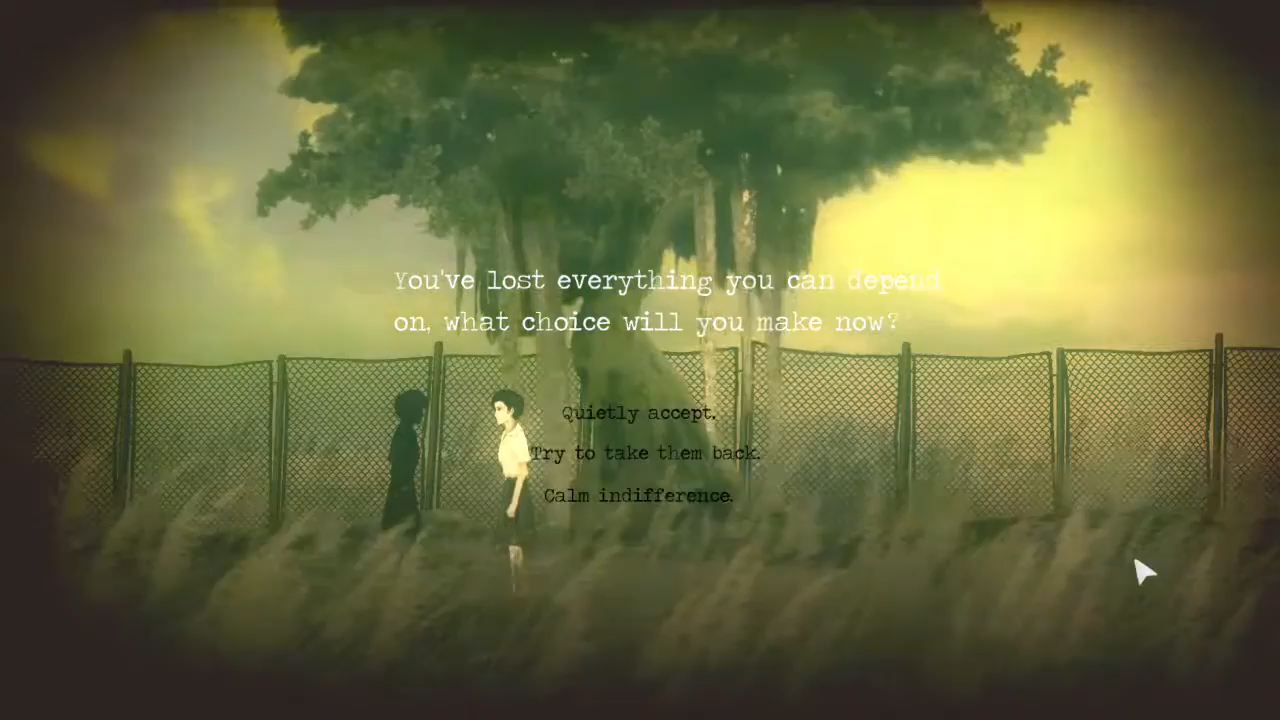 You've lost everything you can depend
on, what choice will you make now?
Quietly accept.
Try to take them back.
Calm indifference.